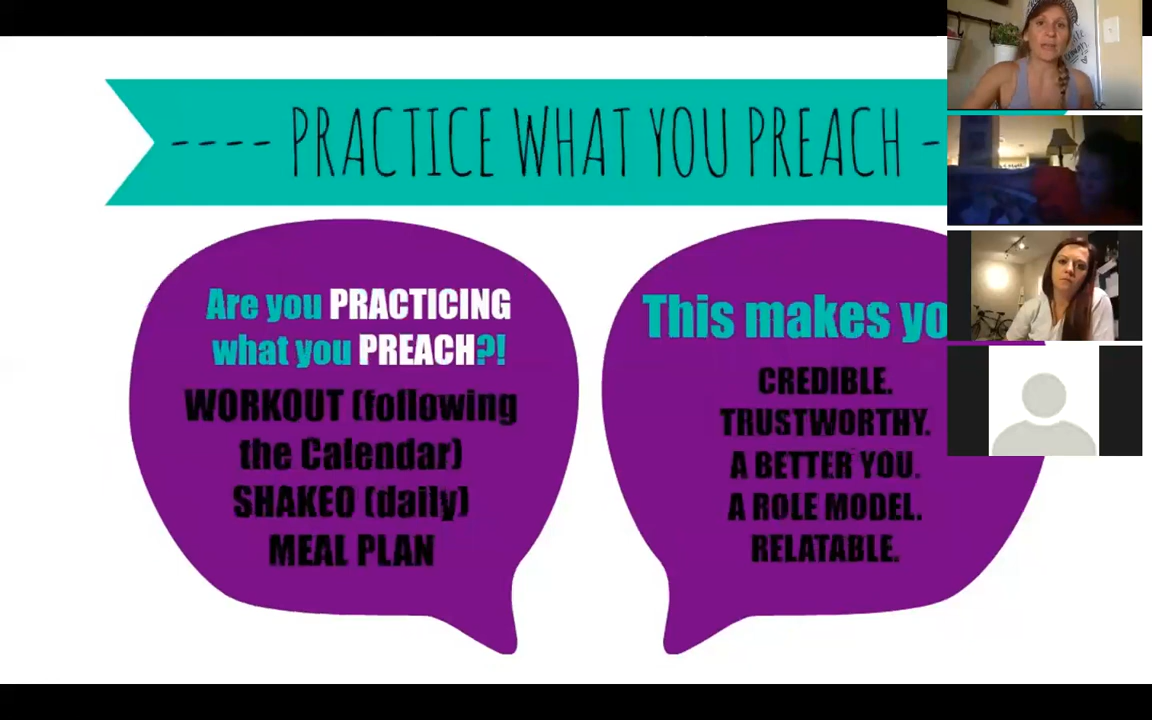 ---- PRACTICE WHAT YOU PREACH -
Are you PRACTICING
what you PREACH?!
WORKOUT (following
the Calendar)
SHAKEO (daily)
MEAL PLAN
This makes yo
CREDIBLE.
TRUSTWORTHY.
A BETTER YOU.
A ROLE MODEL.
RELATABLE.